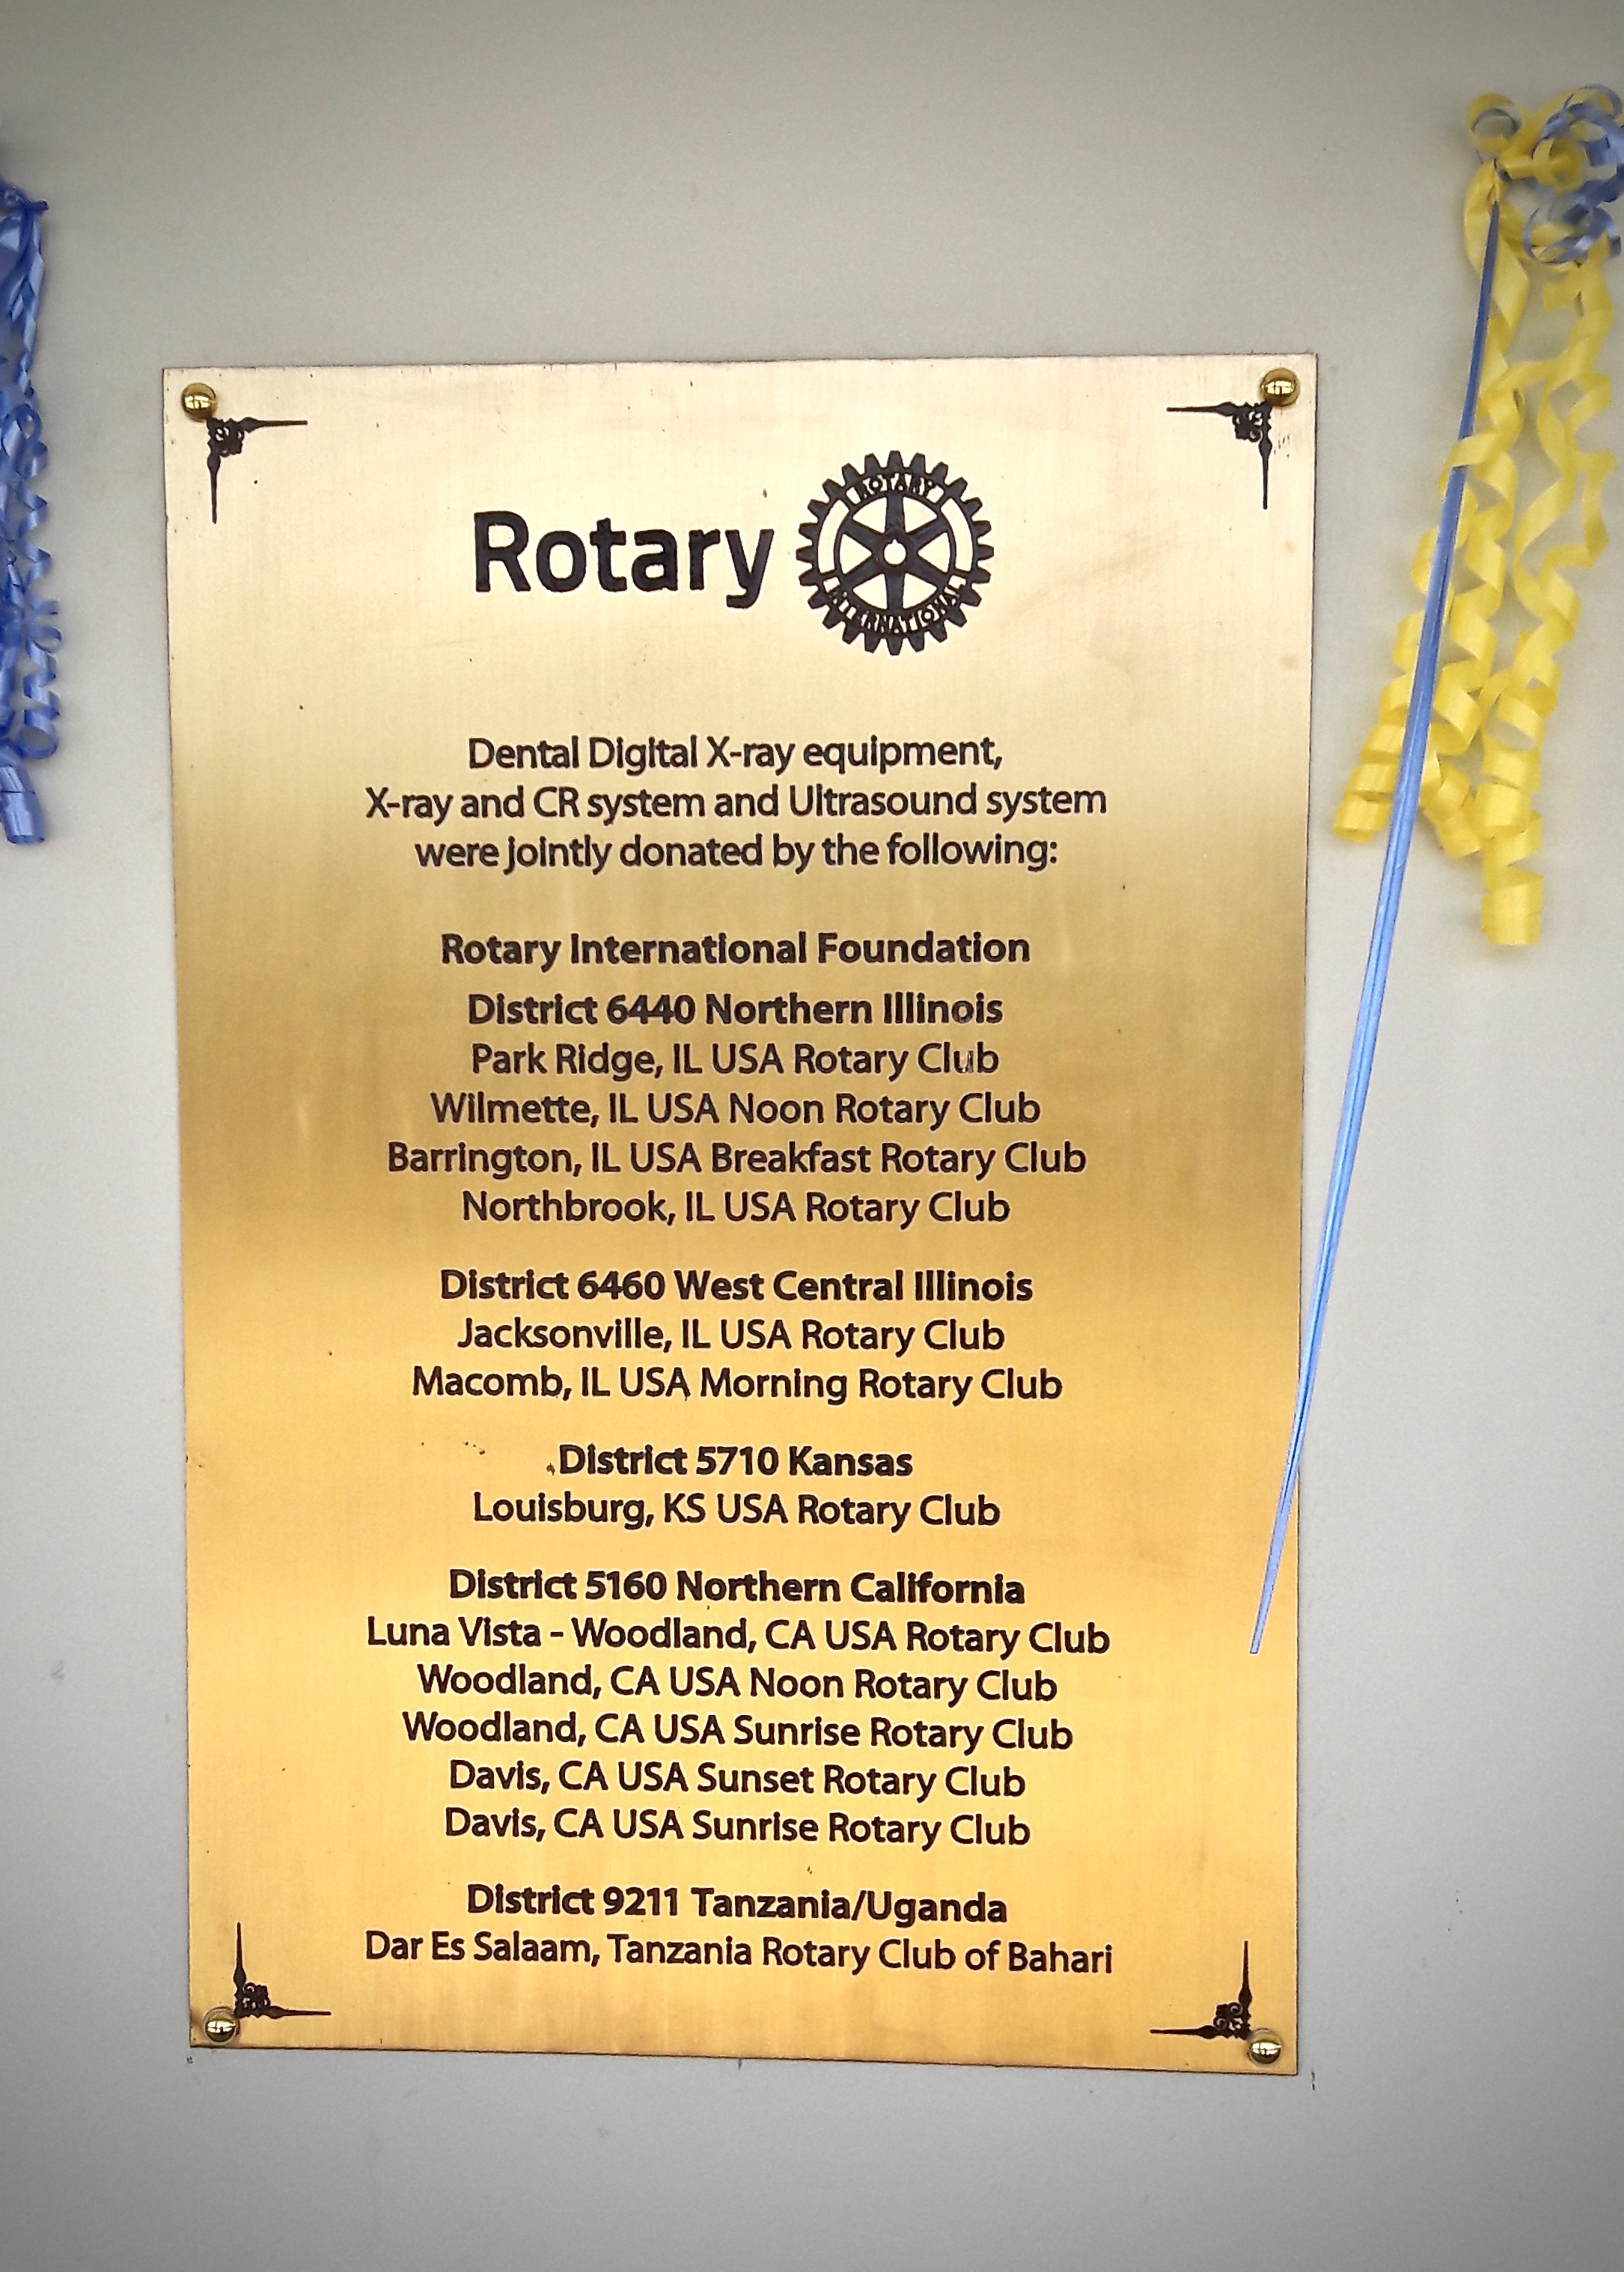 Rotary
ROTARY
INTERNATIONAL
Dental Digital X-ray equipment,
X-ray and CR system and Ultrasound system
were jointly donated by the following:
Rotary International Foundation
District 6440 Northern Illinois
Park Ridge, IL USA Rotary Club
Wilmette, IL USA Noon Rotary Club
Barrington, IL USA Breakfast Rotary Club
Northbrook, IL USA Rotary Club
District 6460 West Central Illinois
Jacksonville, IL USA Rotary Club
Macomb, IL USA Morning Rotary Club
District 5710 Kansas
Louisburg, KS USA Rotary Club
District 5160 Northern California
Luna Vista - Woodland, CA USA Rotary Club
Woodland, CA USA Noon Rotary Club
Woodland, CA USA Sunrise Rotary Club
Davis, CA USA Sunset Rotary Club
Davis, CA USA Sunrise Rotary Club
District 9211 Tanzania/Uganda
Dar Es Salaam, Tanzania Rotary Club of Bahari